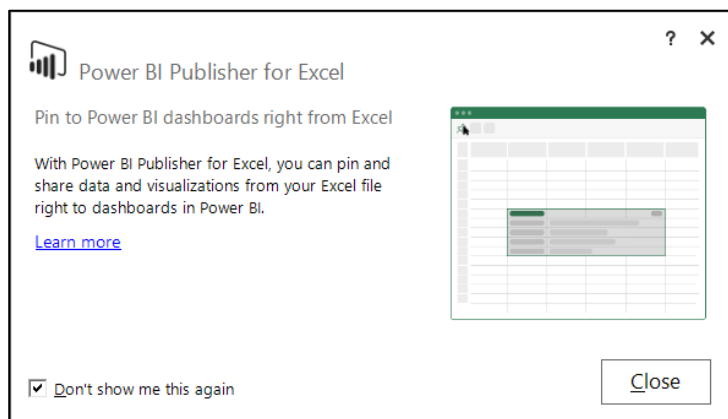 ?
Power BI Publisher for Excel
Pin to Power BI dashboards right from Excel
With Power BI Publisher for Excel, you can pin and
share data and visualizations from your Excel file
right to dashboards in Power BI.
Learn more
Don't show me this again
Close